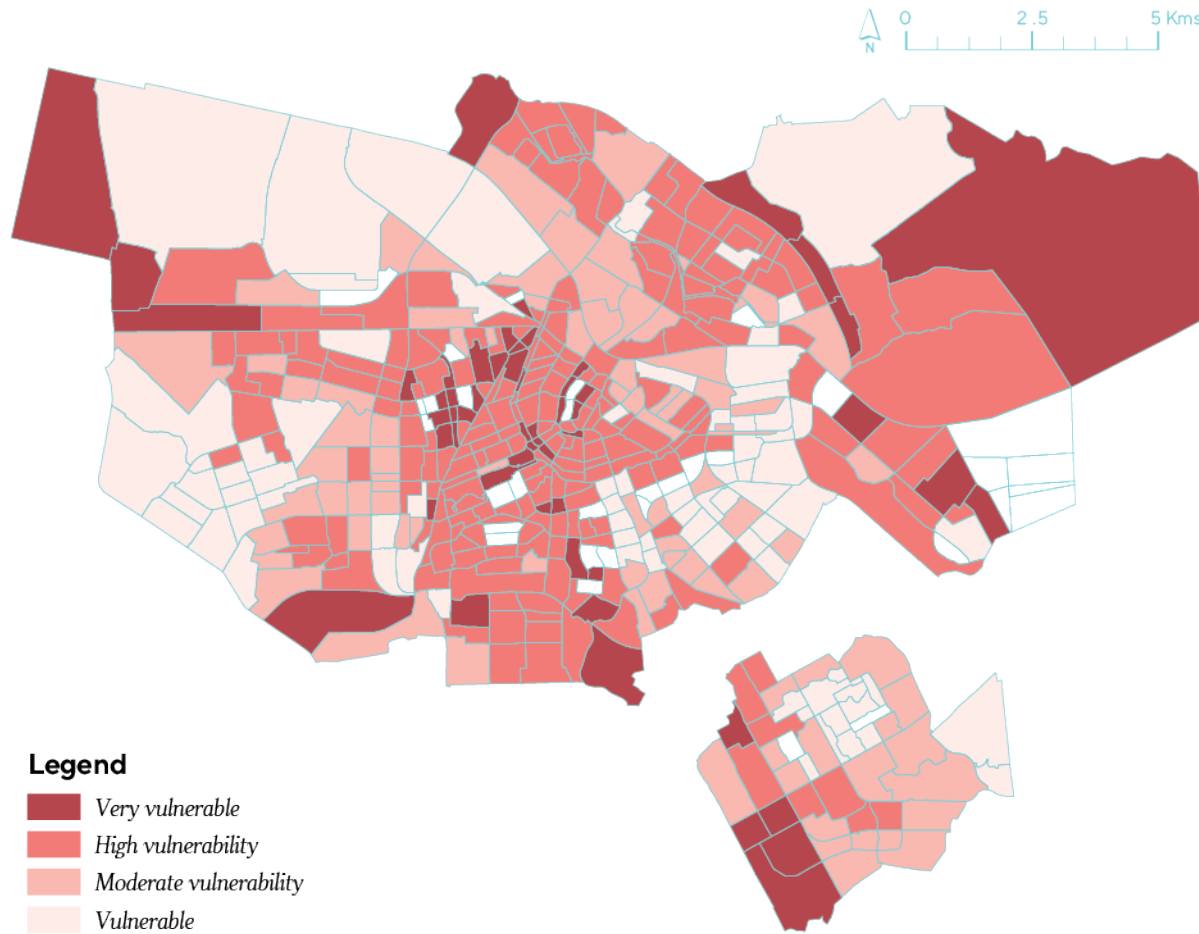 0 2.5 5 Kms
N
Legend
Very vulnerable
High vulnerability
Moderate vulnerability
Vulnerable